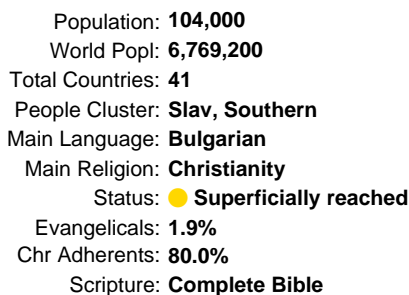 Population: 104,000
World Popl: 6,769,200
Total Countries: 41
People Cluster: Slav, Southern
Main Language: Bulgarian
Main Religion: Christianity
Status: Superficially reached
Evangelicals: 1.9%
Chr Adherents: 80.0%
Scripture: Complete Bible